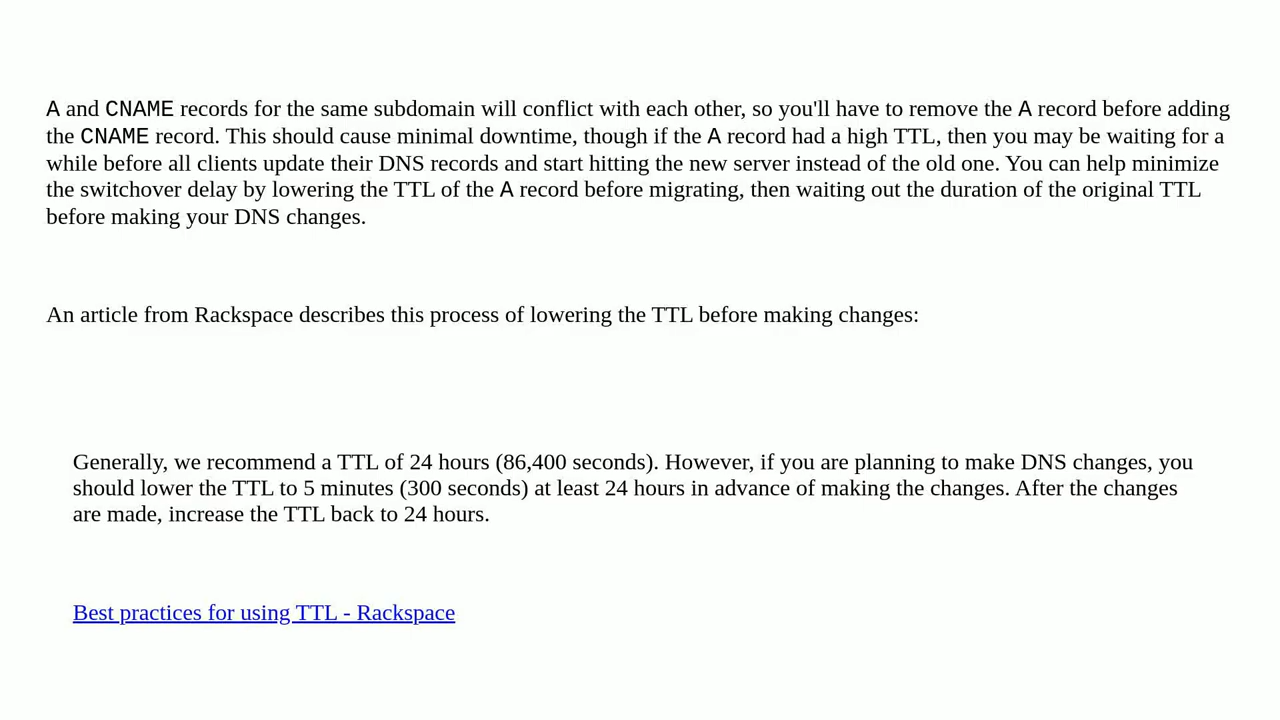 A and CNAME records for the same subdomain will conflict with each other, so you'll have to remove the A record before adding
the CNAME record. This should cause minimal downtime, though if the A record had a high TTL, then you may be waiting for a
while before all clients update their DNS records and start hitting the new server instead of the old one. You can help minimize
the switchover delay by lowering the TTL of the A record before migrating, then waiting out the duration of the original TTL
before making your DNS changes.
An article from Rackspace describes this process of lowering the TTL before making changes:
Generally, we recommend a TTL of 24 hours (86,400 seconds). However, if you are planning to make DNS changes, you
should lower the TTL to 5 minutes (300 seconds) at least 24 hours in advance of making the changes. After the changes
are made, increase the TTL back to 24 hours.
Best practices for using TTL - Rackspace